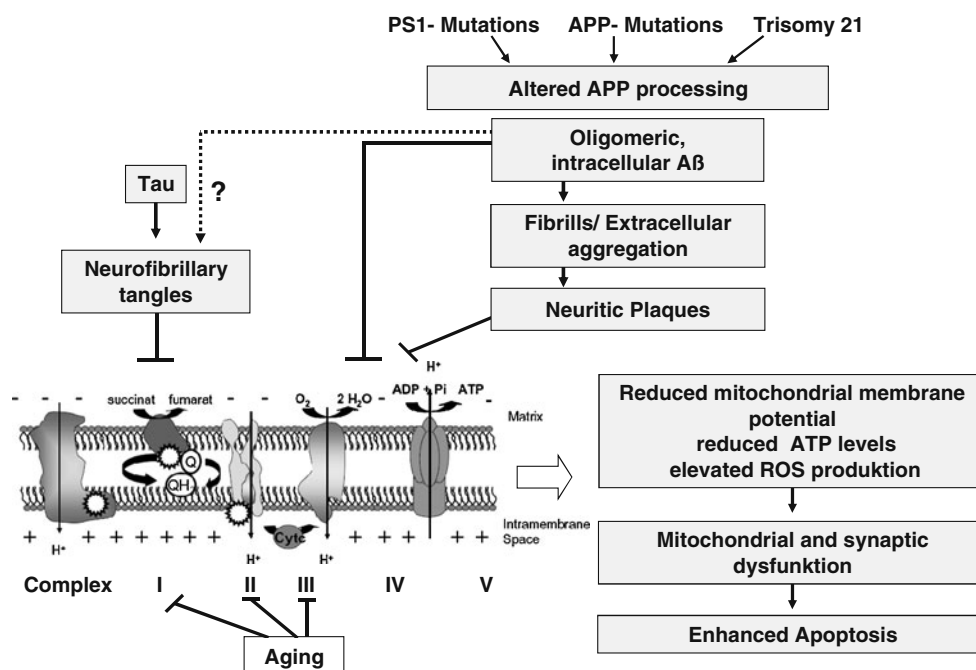 PS1- Mutations APP- Mutations Trisomy 21
Altered APP processing
Oligomeric,
intracellular Aß
Tau
?
Fibrills/ Extracellular
aggregation
Neurofibrillary
tangles
Neuritic Plaques
H+
succinat fumarat O2 2 H2O ADP + Pi ATP
Matrix
- - - - - - - -
Q
QH
Cytc
Intramembrane
Space
+ + + + + + + + + + + + +
H+ H+ H+
Complex I II III IV V
Aging
Reduced mitochondrial membrane
potential
reduced ATP levels
elevated ROS produktion
Mitochondrial and synaptic
dysfunktion
Enhanced Apoptosis